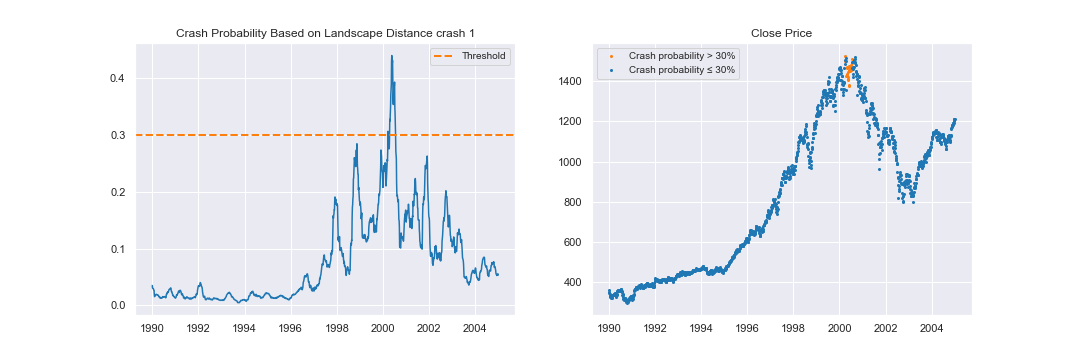 Crash Probability Based on Landscape Distance crash 1
Threshold
0.4
0.3
0.2
0.1
0.0
1990 1992 1994 1996 1998 2000 2002 2004
Close Price
Crash probability > 30%
Crash probability ≤ 30%
1400
1200
1000
800
600
400
1990 1992 1994 1996 1998 2000 2002 2004